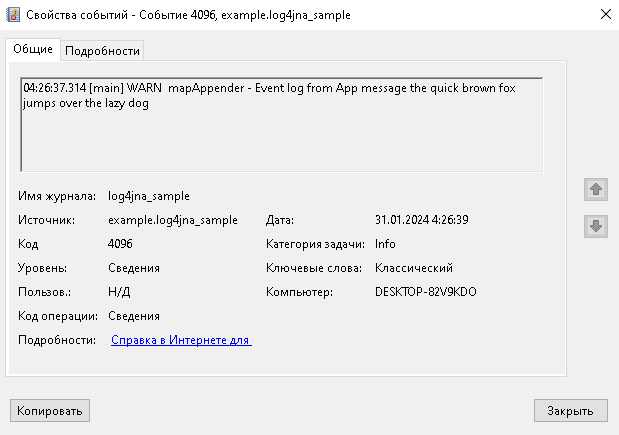 Свойства событий - Событие 4096, example.log4jna_sample
Общие Подробности
04:26:37.314 [main] WARN  mapAppender - Event log from App message the quick brown fox
jumps over the lazy dog
Имя журнала: log4jna_sample
Источник: example.log4jna_sample Дата: 31.01.2024 4:26:39
Код 4096 Категория задачи: Info
Уровень: Сведения Ключевые слова: Классический
Пользов.: Н/Д Компьютер: DESKTOP-82V9KDO
Код операции: Сведения
Подробности: Справка в Интернете для
Копировать Закрыть